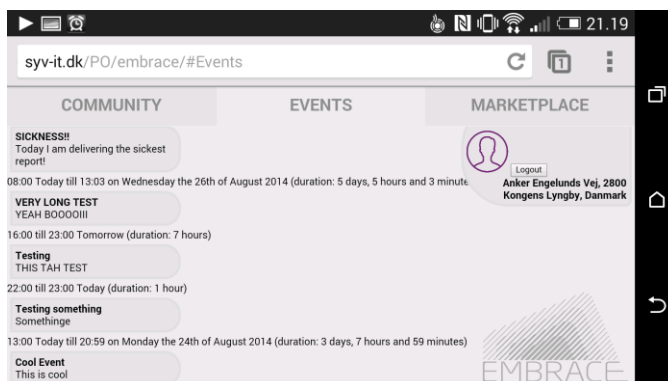 21.19
syv-it.dk/PO/embrace/#Events
1
COMMUNITY EVENTS MARKETPLACE
SICKNESS!!
Today I am delivering the sickest
report!
Logout
Anker Engelunds Vej, 2800
Kongens Lyngby, Danmark
08:00 Today till 13:03 on Wednesday the 26th of August 2014 (duration: 5 days, 5 hours and 3 minute
VERY LONG TEST
YEAH BOOOOIII
16:00 till 23:00 Tomorrow (duration: 7 hours)
Testing
THIS TAH TEST
22:00 till 23:00 Today (duration: 1 hour)
Testing something
Somethinge
13:00 Today till 20:59 on Monday the 24th of August 2014 (duration: 3 days, 7 hours and 59 minutes)
Cool Event
This is cool
EMBRACE